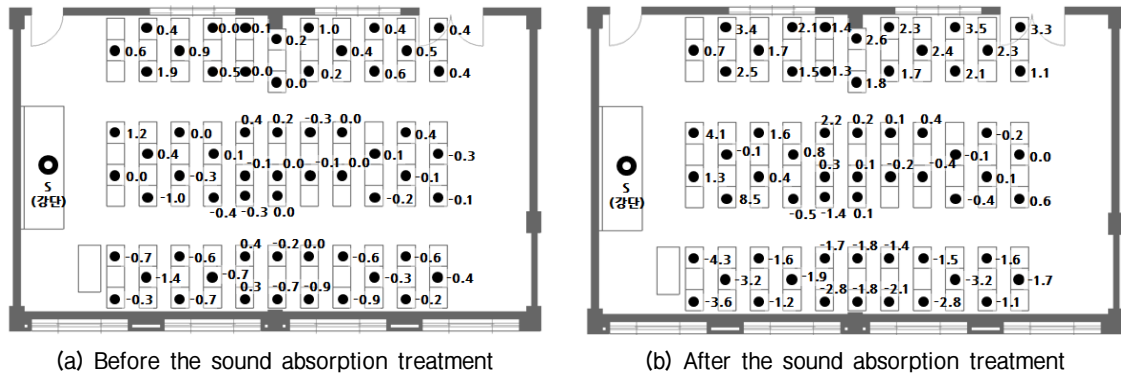 0.4 0.0 0.1 1.0 0.4 0.4
0.2
0.6 0.9 0.4 0.5
1.9 0.5 0.0 0.2 0.6 0.4
0.0
0.4 0.2 -0.3 0.0
1.2 0.0 0.4
0.4 0.1 0.1 -0.3
-0.1 0.0 -0.1 0.0
0.0 -0.3 -0.1
S
(강단)
-1.0 -0.2 -0.1
-0.4 -0.3 0.0
0.4 -0.2 0.0
-0.7 -0.6 -0.6 -0.6
-1.4 -0.7 -0.3 -0.4
0.3 -0.7 -0.9
-0.3 -0.7 -0.9 -0.2
(a) Before the sound absorption treatment
3.4 2.1 1.4 2.3 3.5 3.3
2.6
0.7 1.7 2.4 2.3
2.5 1.5 1.3 1.7 2.1 1.1
1.8
2.2 0.2 0.1 0.4
4.1 1.6 -0.2
-0.1 0.8 -0.1 0.0
0.3 0.1 -0.2 -0.4
1.3 0.4 0.1
S
(강단)
8.5 -0.4 0.6
-0.5 -1.4 0.1
-1.7 -1.8 -1.4
-4.3 -1.6 -1.5 -1.6
-3.2 -1.9 -3.2 -1.7
-2.8 -1.8 -2.1
-3.6 -1.2 -2.8 -1.1
(b) After the sound absorption treatment